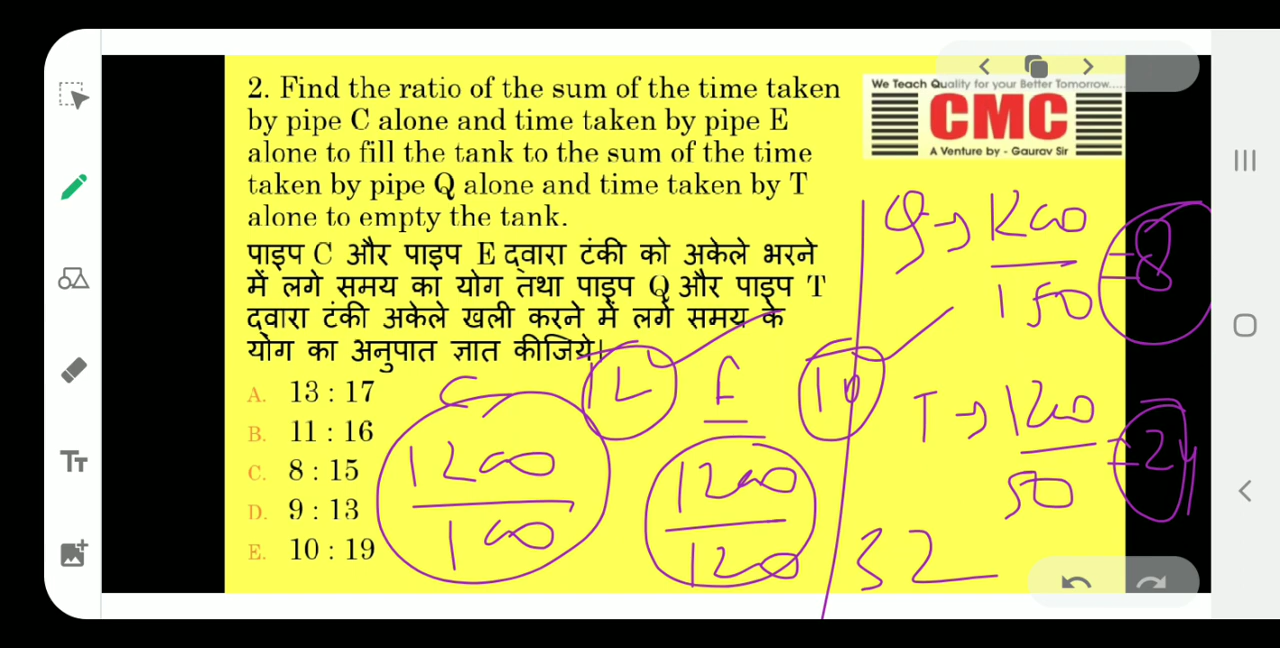 2. Find the ratio of the sum of the time taken
by pipe C alone and time taken by pipe E
alone to fill the tank to the sum of the time
taken by pipe Q alone and time taken by T
alone to empty the tank.
पाइप C और पाइप E द्वारा टंकी को अकेले भरने
में लगे समय का योग तथा पाइप Q और पाइप T
द्वारा टंकी अकेले खली करने में लगे समय के
योग का अनुपात ज्ञात कीजिये|
A. 13 : 17
B. 11 : 16
C. 8 : 15
D. 9 : 13
E. 10 : 19
We Teach Quality for your Better Tomorrow.....
CMC
A Venture by - Gaurav Sir
C
1200
100
12
E
1200
120
10
Q → 1200
150
= 8
T → 1200
50
= 24
32
Tт